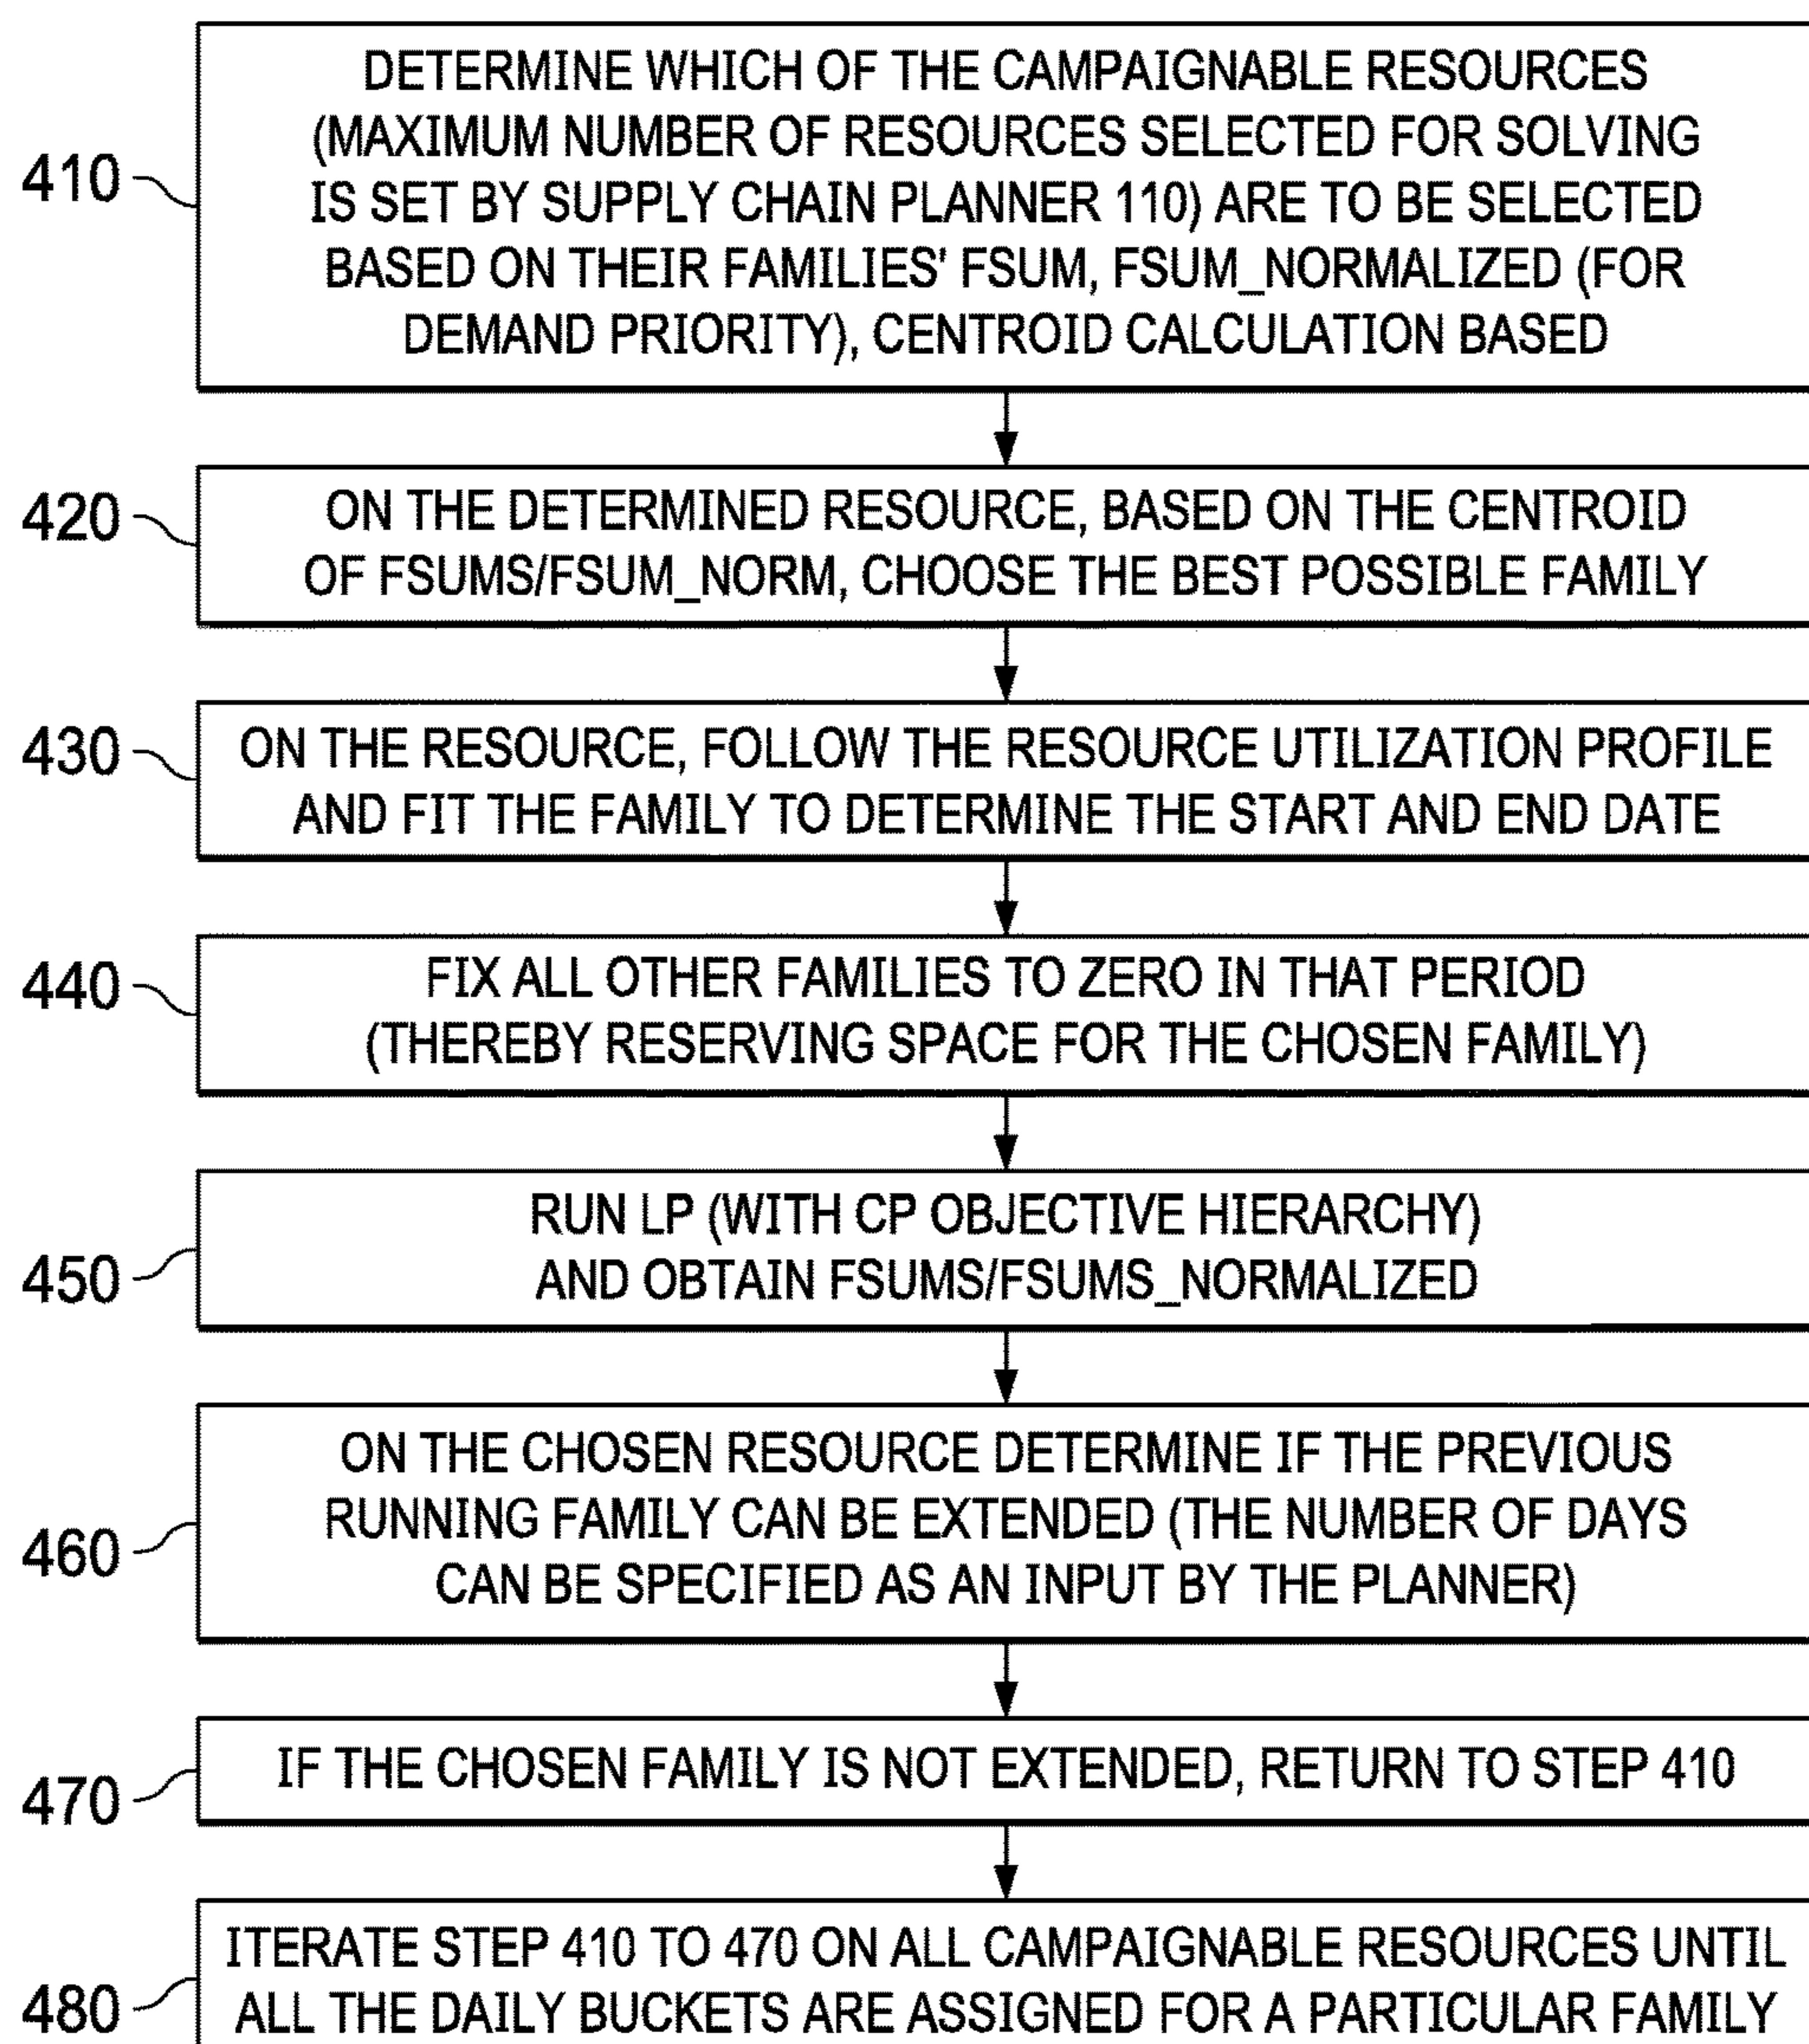 DETERMINE WHICH OF THE CAMPAIGNABLE RESOURCES
(MAXIMUM NUMBER OF RESOURCES SELECTED FOR SOLVING
410
IS SET BY SUPPLY CHAIN PLANNER 110) ARE TO BE SELECTED
BASED ON THEIR FAMILIES' FSUM, FSUM_NORMALIZED (FOR
DEMAND PRIORITY), CENTROID CALCULATION BASED
420
ON THE DETERMINED RESOURCE, BASED ON THE CENTROID
OF FSUMS/FSUM_NORM, CHOOSE THE BEST POSSIBLE FAMILY
430
ON THE RESOURCE, FOLLOW THE RESOURCE UTILIZATION PROFILE
AND FIT THE FAMILY TO DETERMINE THE START AND END DATE
440
FIX ALL OTHER FAMILIES TO ZERO IN THAT PERIOD
(THEREBY RESERVING SPACE FOR THE CHOSEN FAMILY)
450
RUN LP (WITH CP OBJECTIVE HIERARCHY)
AND OBTAIN FSUMS/FSUMS_NORMALIZED
460
ON THE CHOSEN RESOURCE DETERMINE IF THE PREVIOUS
RUNNING FAMILY CAN BE EXTENDED (THE NUMBER OF DAYS
CAN BE SPECIFIED AS AN INPUT BY THE PLANNER)
470
IF THE CHOSEN FAMILY IS NOT EXTENDED, RETURN TO STEP 410
480
ITERATE STEP 410 TO 470 ON ALL CAMPAIGNABLE RESOURCES UNTIL
ALL THE DAILY BUCKETS ARE ASSIGNED FOR A PARTICULAR FAMILY